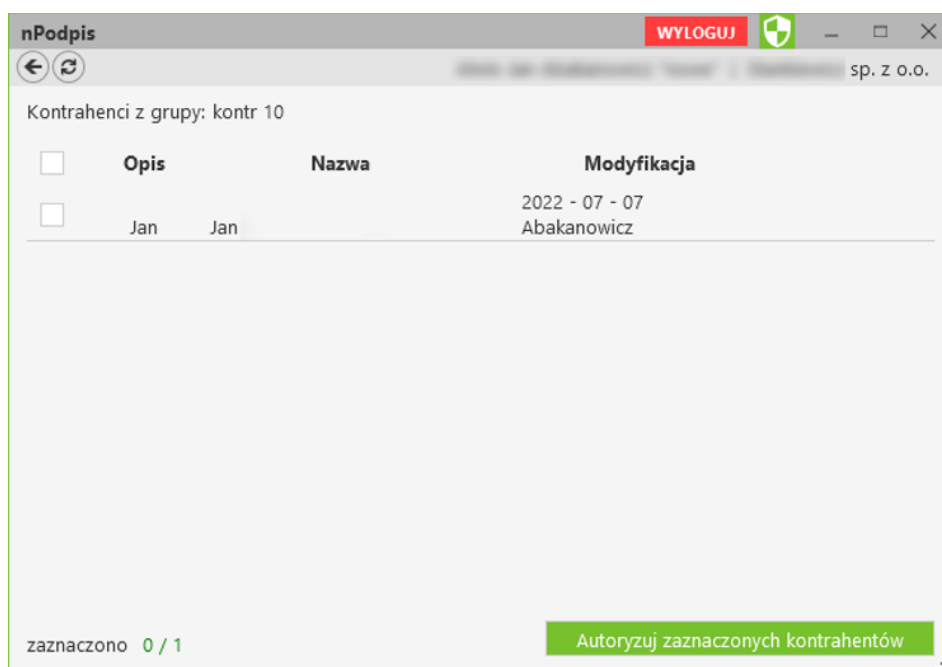 nPodpis WYLOGUJ
sp. z o.o.
Kontrahenci z grupy: kontr 10
Opis Nazwa Modyfikacja
2022 - 07 - 07
Jan Jan Abakanowicz
zaznaczono 0 / 1 Autoryzuj zaznaczonych kontrahentów